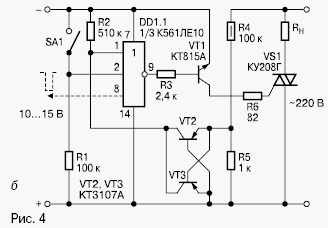 −
SA1
R2
510 к
DD1.1
1/3 К561ЛЕ10
7
1
1
2
8
9
14
VT1
КТ815А
R3
2,4 к
R4
100 к
Rн
VS1
КУ208Г
R6
82
~220 В
10...15 В
R1
100 к
VT2
VT3
R5
1 к
VT2, VT3
КТ3107А
б
+
Рис. 4